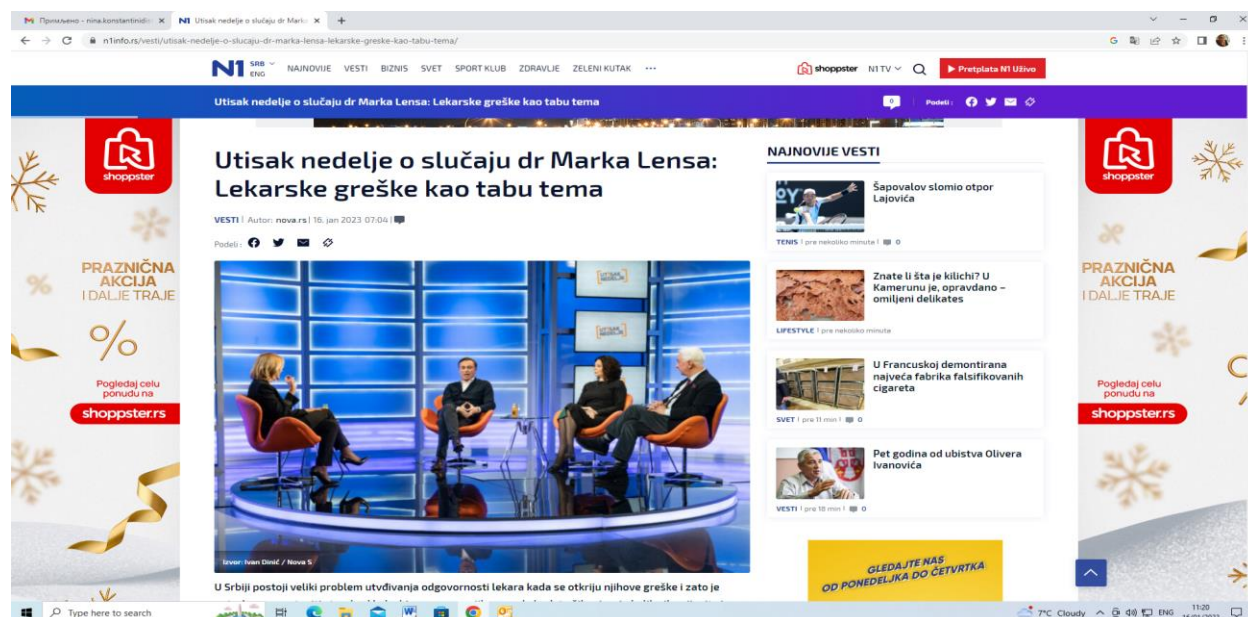 Примљено - nina.konstantinidis
Utisak nedelje o slučaju dr Marka
n1info.rs/vesti/utisak-nedelje-o-slucaju-dr-marka-lensa-lekarske-greske-kao-tabu-tema/
N1 SRB ENG NAJNOVIJE VESTI BIZNIS SVET SPORT KLUB ZDRAVLJE ZELENI KUTAK ... shoppster N1 TV Pretplata N1 Uživo
Utisak nedelje o slučaju dr Marka Lensa: Lekarske greške kao tabu tema 0 Podeli :
shoppster
PRAZNIČNA
AKCIJA
I DALJE TRAJE
%
Pogledaj celu
ponudu na
shoppster.rs
Utisak nedelje o slučaju dr Marka Lensa:
Lekarske greške kao tabu tema
VESTI | Autor: nova.rs | 16. jan 2023 07:04 |
Podeli :
UTISAK
NEDELJE
UTISAK
NEDELJE
Izvor: Ivan Dinić / Nova S
U Srbiji postoji veliki problem utvđivanja odgovornosti lekara kada se otkriju njihove greške i zato je
NAJNOVIJE VESTI
Šapovalov slomio otpor
Lajovića
TENIS | pre nekoliko minuta | 0
Znate li šta je kilichi? U
Kamerunu je, opravdano –
omiljeni delikates
LIFESTYLE | pre nekoliko minuta
U Francuskoj demontirana
najveća fabrika falsifikovanih
cigareta
SVET | pre 11 min | 0
Pet godina od ubistva Olivera
Ivanovića
VESTI | pre 18 min | 0
GLEDAJTE NAS
OD PONEDELJKA DO ČETVRTKA
shoppster
PRAZNIČNA
AKCIJA
I DALJE TRAJE
Pogledaj celu
ponudu na
shoppster.rs
Type here to search
7°C Cloudy ENG 11:20
16/01/2023